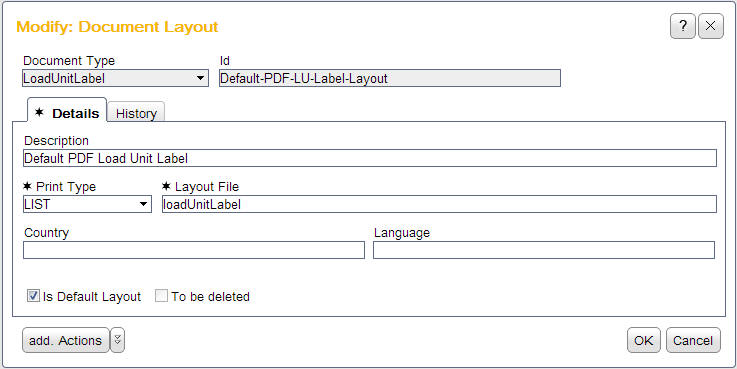 Modify: Document Layout
?
Document Type Id
LoadUnitLabel Default-PDF-LU-Label-Layout
✶ Details History
Description
Default PDF Load Unit Label
✶ Print Type ✶ Layout File
LIST loadUnitLabel
Country Language
Is Default Layout To be deleted
add. Actions OK Cancel